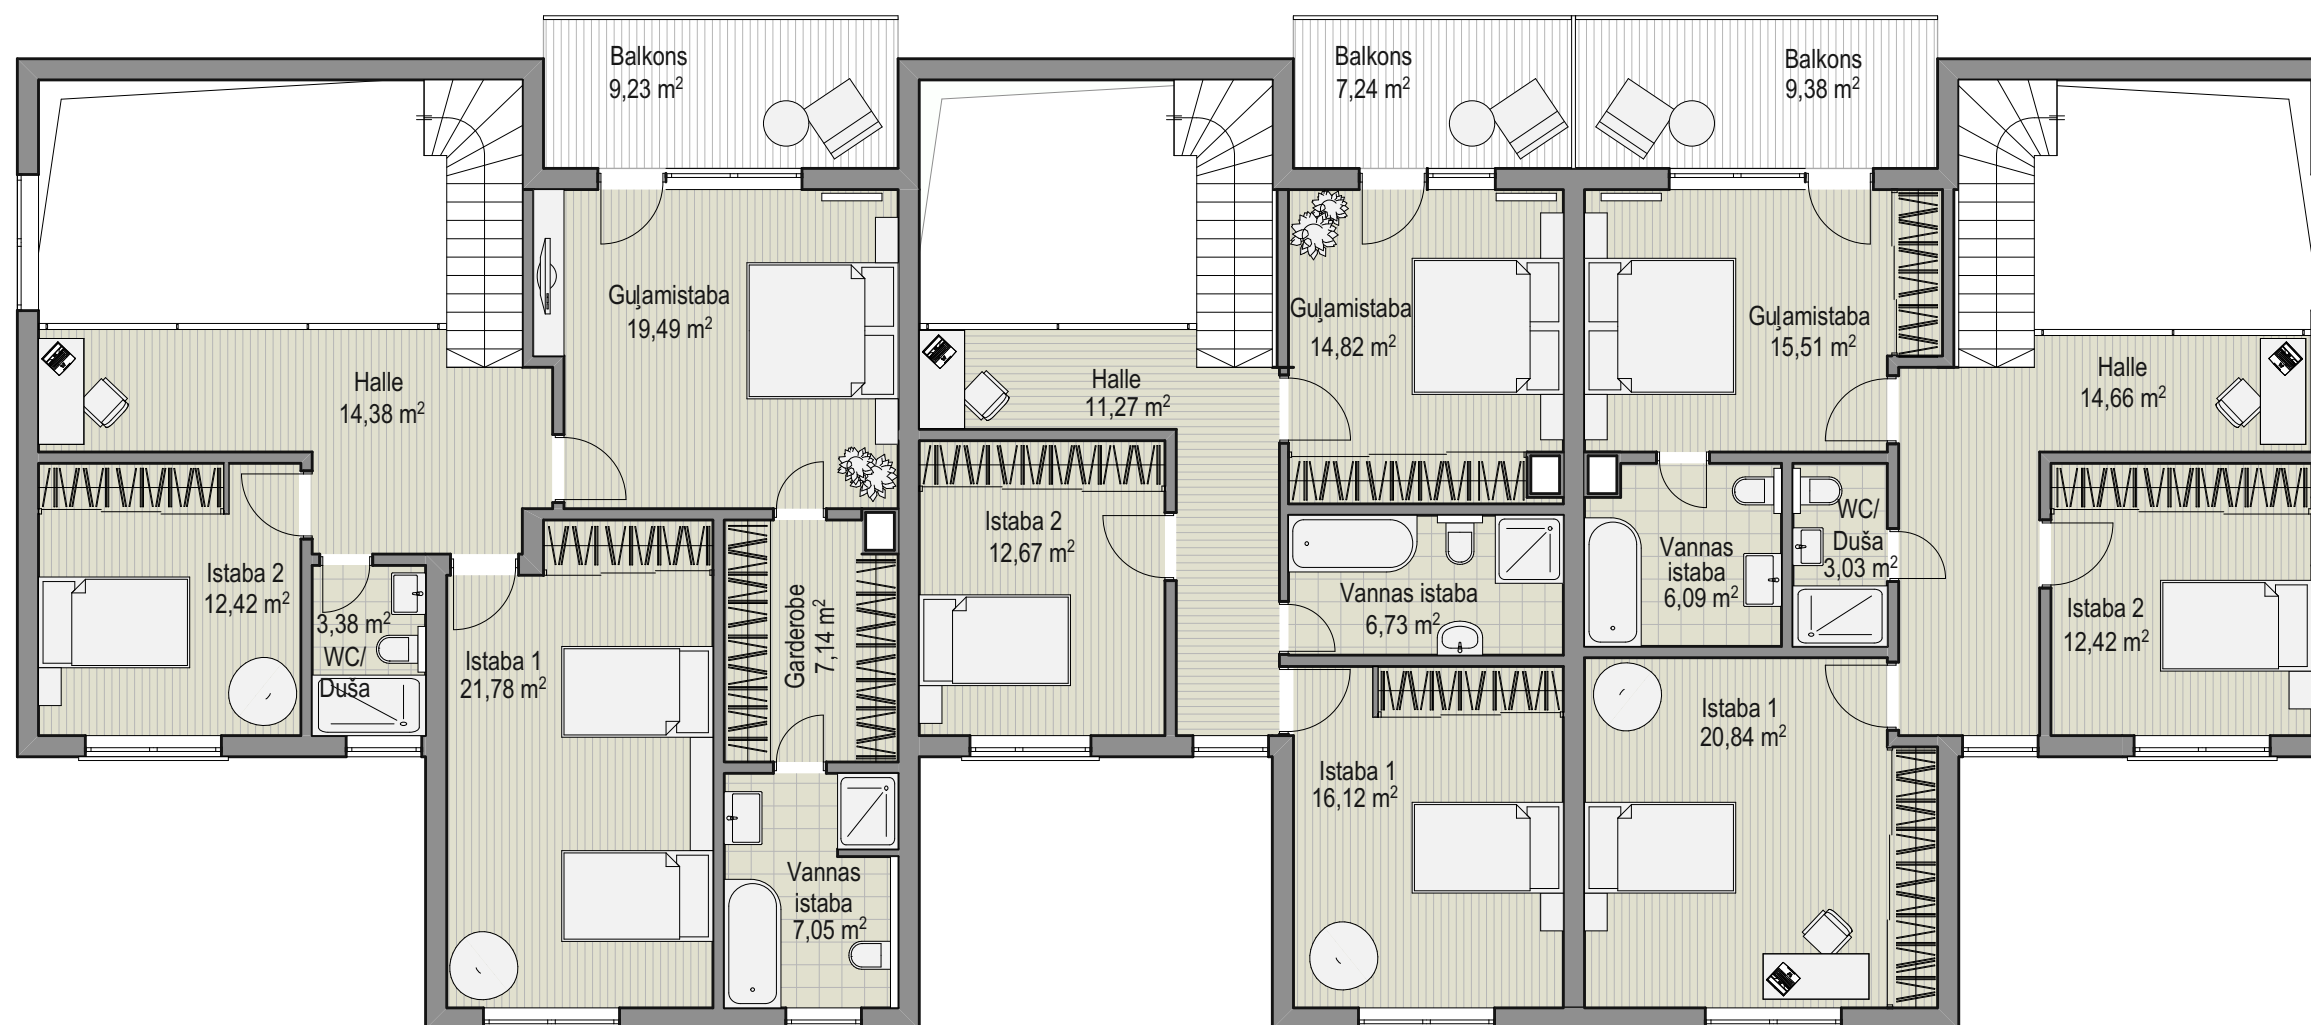 Balkons
9,23 m²
Balkons
7,24 m²
Balkons
9,38 m²
Guļamistaba
19,49 m²
Halle
14,38 m²
Istaba 2
12,42 m²
3,38 m²
WC/
Duša
Istaba 1
21,78 m²
Garderobe
7,14 m²
Vannas
istaba
7,05 m²
Halle
11,27 m²
Istaba 2
12,67 m²
Guļamistaba
14,82 m²
Vannas istaba
6,73 m²
Istaba 1
16,12 m²
Guļamistaba
15,51 m²
Vannas
istaba
6,09 m²
WC/
Duša
3,03 m²
Istaba 1
20,84 m²
Halle
14,66 m²
Istaba 2
12,42 m²